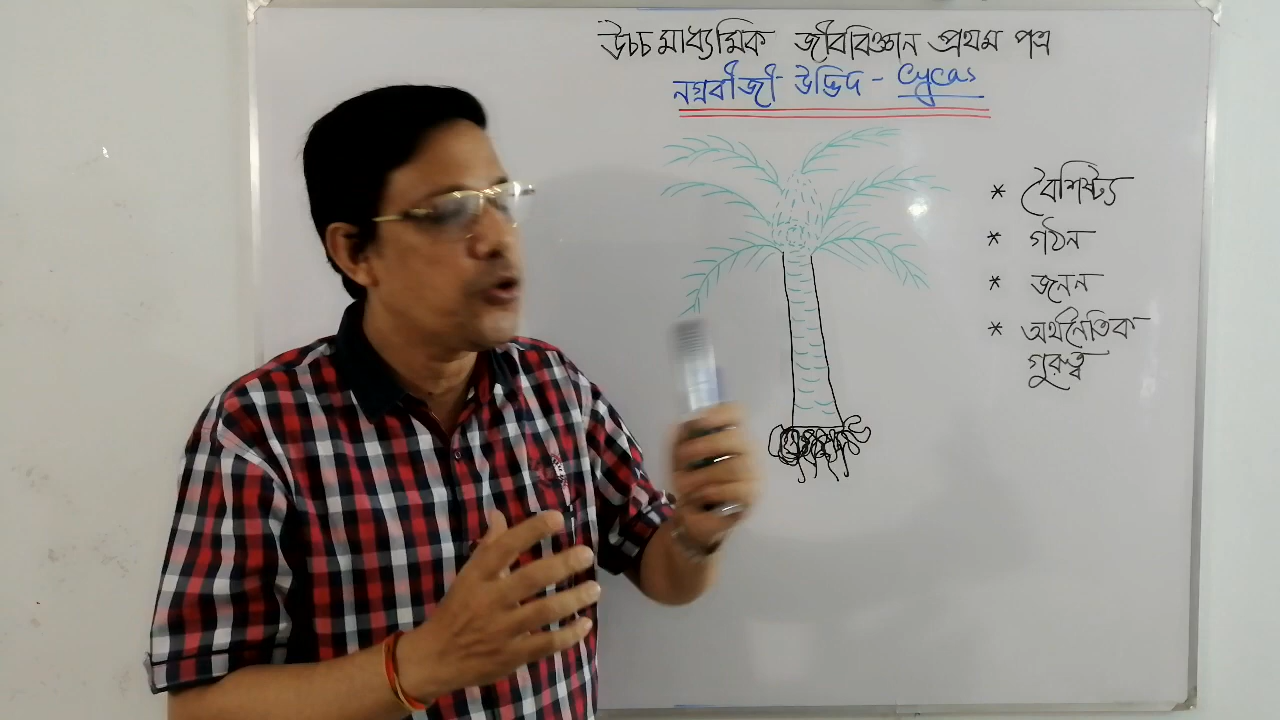 উচ্চ মাধ্যমিক জীববিজ্ঞান প্রথম পত্র
নগ্নবীজী উদ্ভিদ - Cycas
* বৈশিষ্ট্য
* গঠন
* জনন
* অর্থনৈতিক
গুরুত্ব